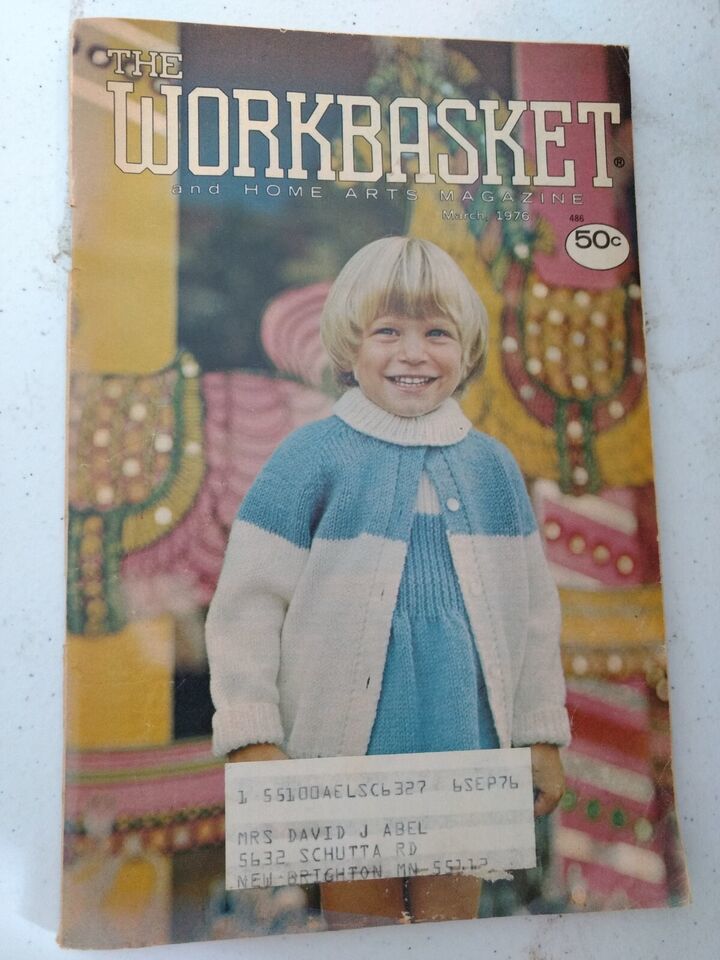 THE
WORKBASKET®
and HOME ARTS MAGAZINE
March, 1976
486
50c
1 55100AELSC6327 6SEP76
MRS DAVID J ABEL
5632 SCHUTTA RD
NEW BRIGHTON MN 55112